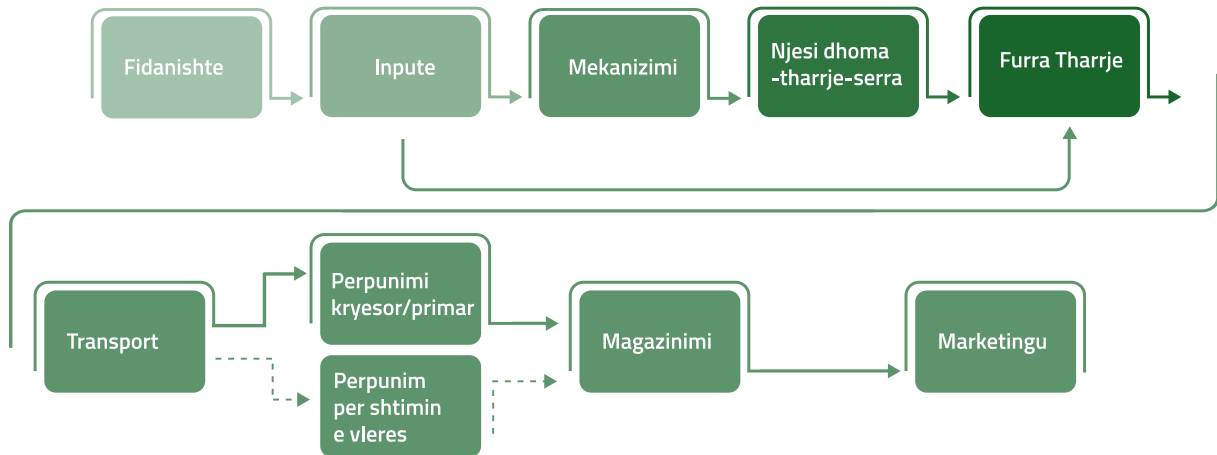 Fidanishte
Inpute
Mekanizimi
Njesi dhoma
-tharrje-serra
Furra Tharrje
Transport
Perpunimi
kryesor/primar
Perpunim
per shtimin
e vleres
Magazinimi
Marketingu